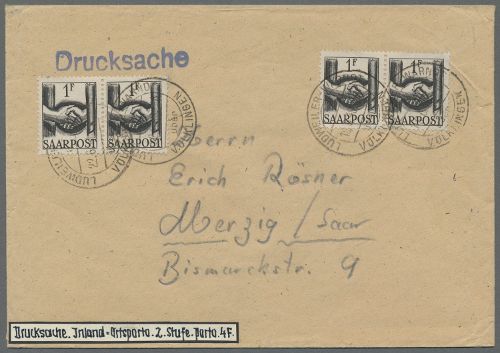 Drucksache
1F 1F 1F 1F
SAARPOST SAARPOST SAARPOST SAARPOST
Herrn
Erich Rösner
Merzig / Saar
Bismarckstr. 9
Drucksache. Inland-Ortsporto. 2. Stufe. Porto. 4F.